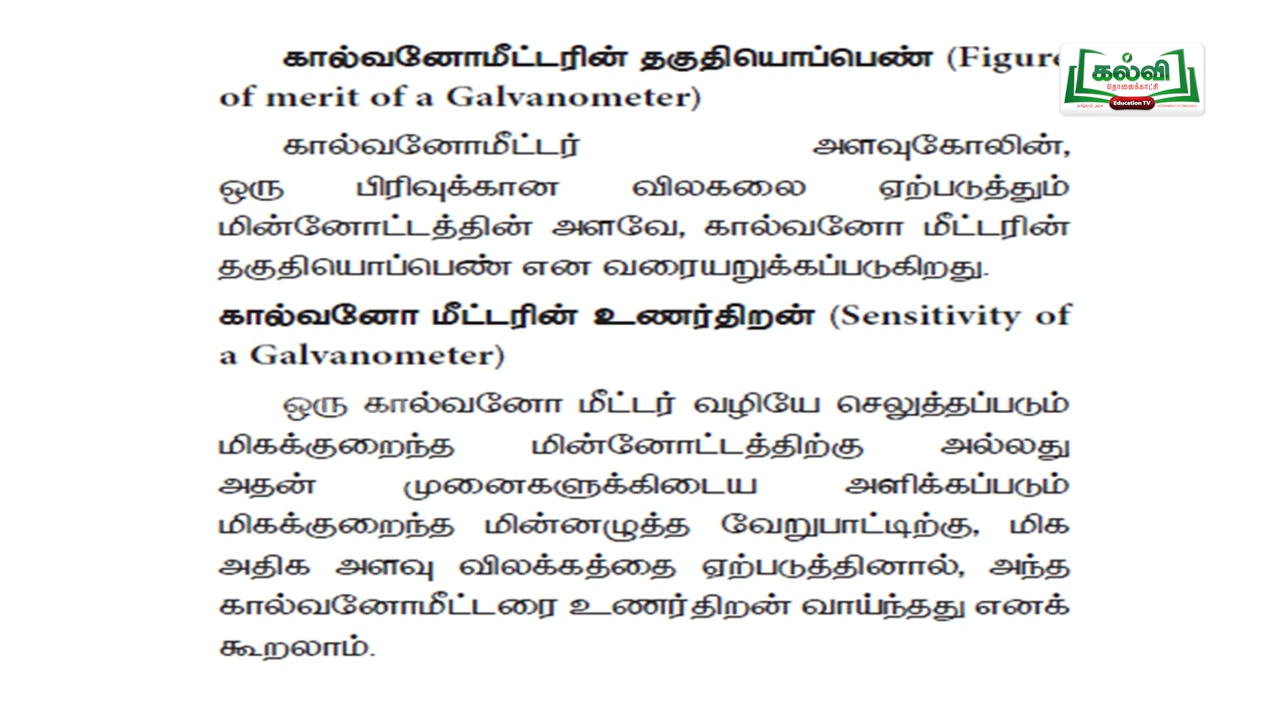 கால்வனோமீட்டரின் தகுதியொப்பெண் (Figure
of merit of a Galvanometer)
கால்வனோமீட்டர் அளவுகோலின்,
ஒரு பிரிவுக்கான விலகலை ஏற்படுத்தும்
மின்னோட்டத்தின் அளவே, கால்வனோ மீட்டரின்
தகுதியொப்பெண் என வரையறுக்கப்படுகிறது.
கால்வனோ மீட்டரின் உணர்திறன் (Sensitivity of
a Galvanometer)
ஒரு கால்வனோ மீட்டர் வழியே செலுத்தப்படும்
மிகக்குறைந்த மின்னோட்டத்திற்கு அல்லது
அதன் முனைகளுக்கிடைய அளிக்கப்படும்
மிகக்குறைந்த மின்னழுத்த வேறுபாட்டிற்கு, மிக
அதிக அளவு விலக்கத்தை ஏற்படுத்தினால், அந்த
கால்வனோமீட்டரை உணர்திறன் வாய்ந்தது எனக்
கூறலாம்.
கல்வி
தொலைக்காட்சி
Education TV